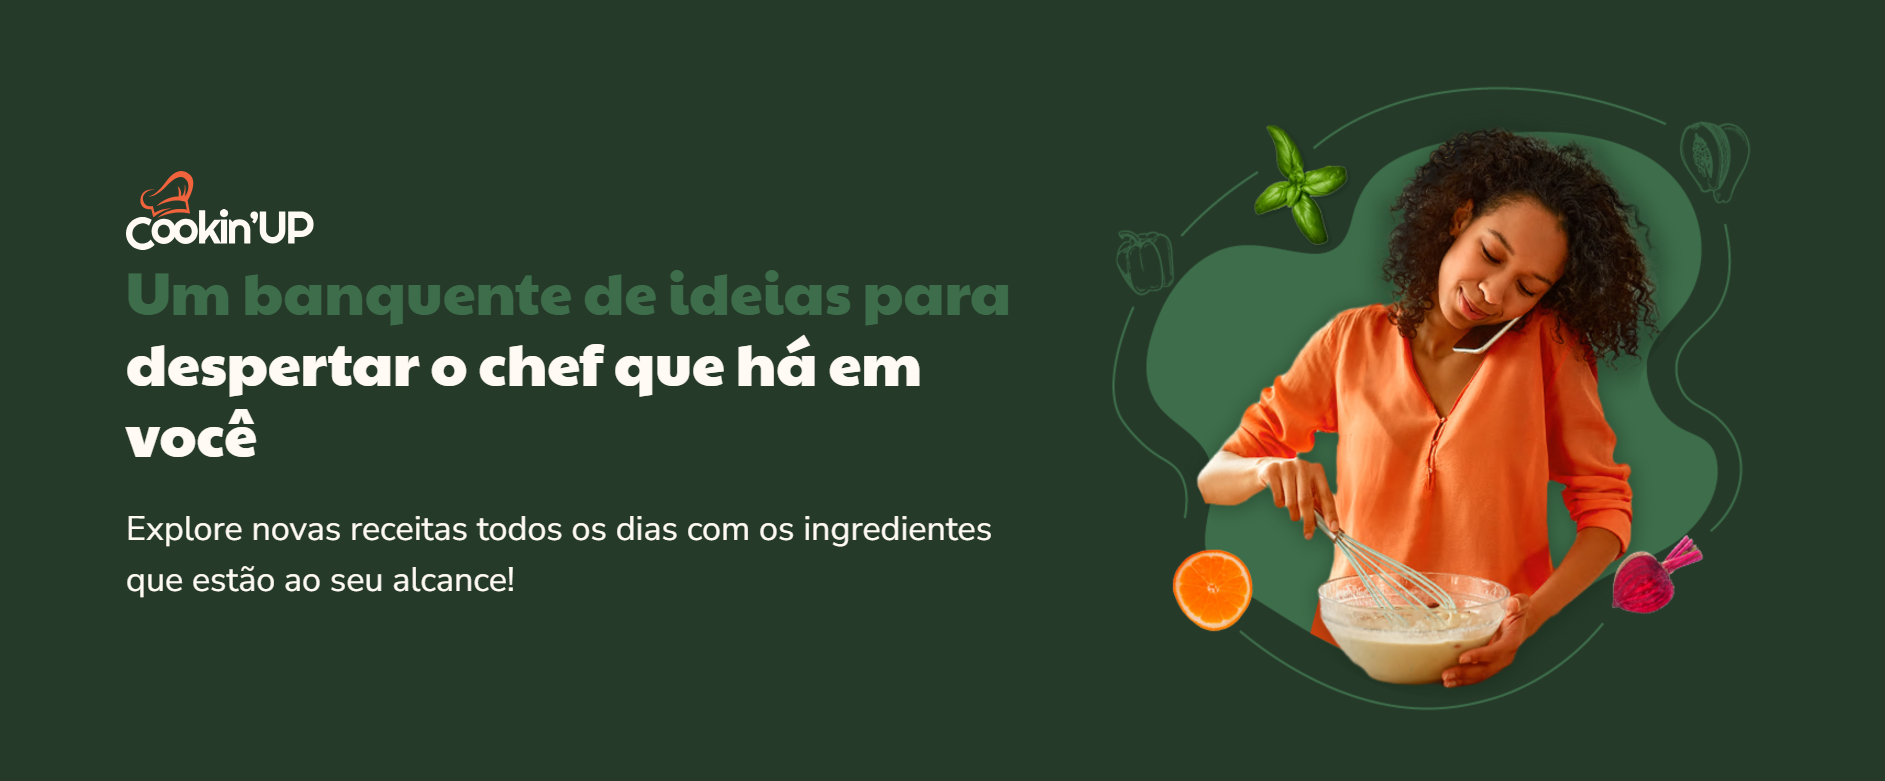 Cookin'UP
Um banquente de ideias para
despertar o chef que há em
você
Explore novas receitas todos os dias com os ingredientes
que estão ao seu alcance!